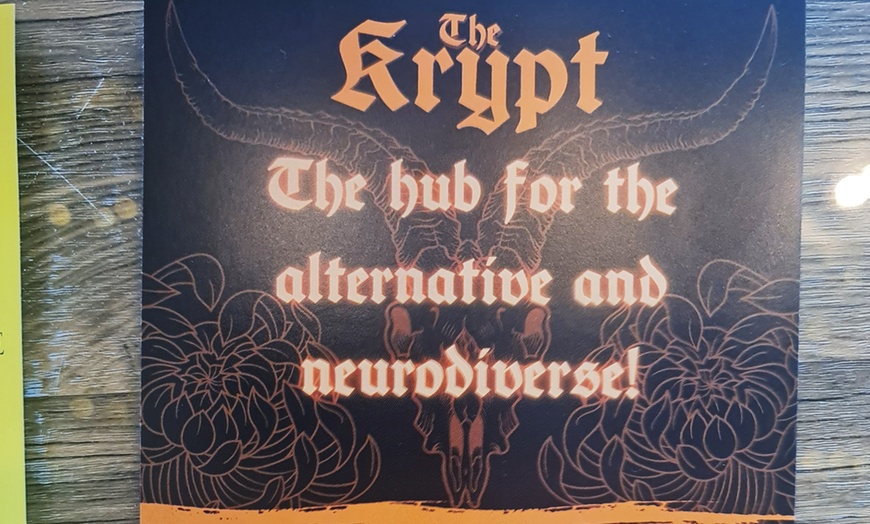 The
Krypt
The hub for the
alternative and
neurodiverse!